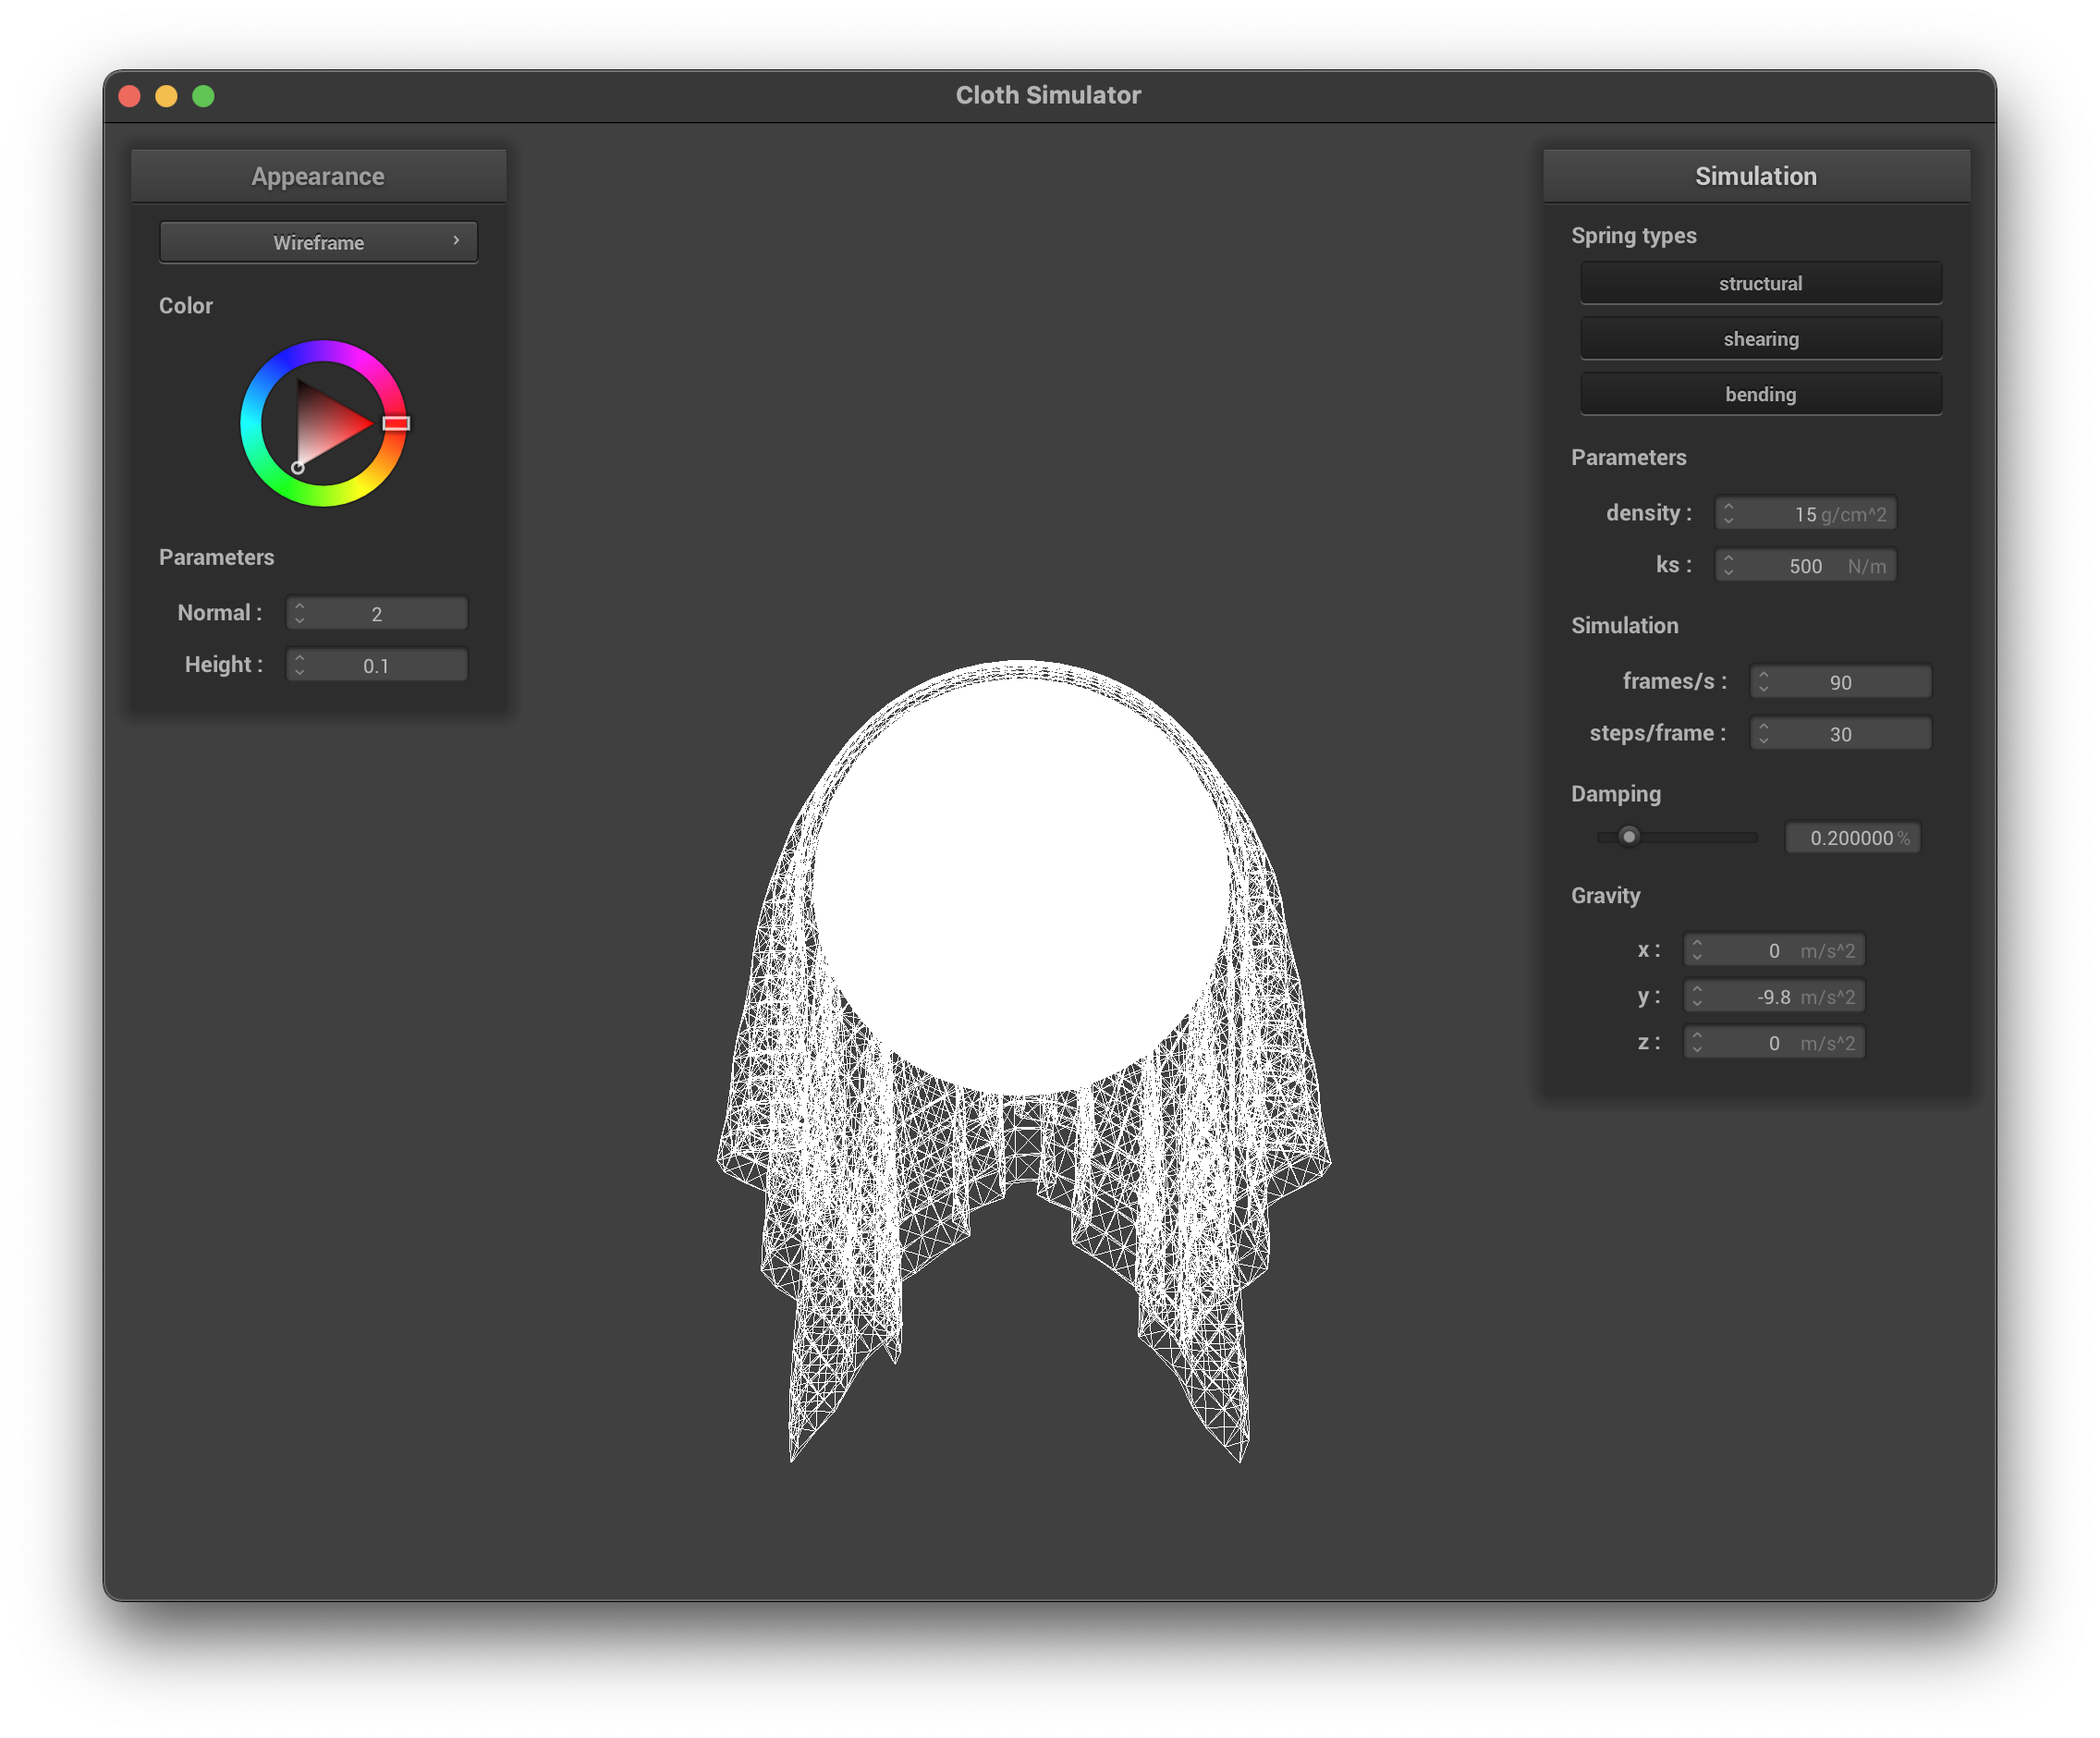 Cloth Simulator
Appearance
Wireframe
Color
Parameters
Normal : 2
Height : 0.1
Simulation
Spring types
structural
shearing
bending
Parameters
density : 15 g/cm^2
ks : 500 N/m
Simulation
frames/s : 90
steps/frame : 30
Damping
0.200000 %
Gravity
x : 0 m/s^2
y : -9.8 m/s^2
z : 0 m/s^2